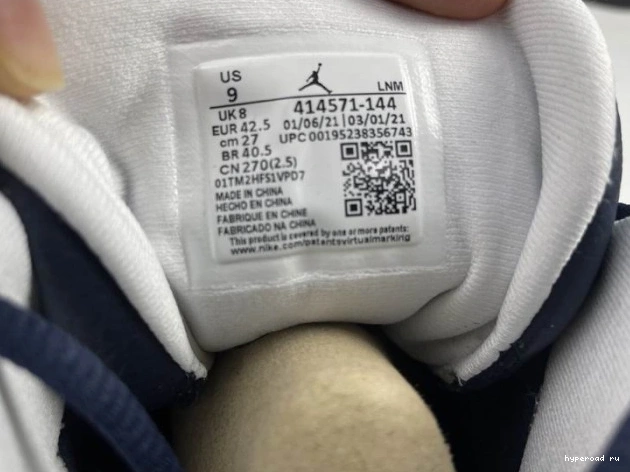 US
9
LNM
UK 8
414571-144
EUR 42.5
01/06/21|03/01/21
cm 27
UPC 00195238356743
BR 40.5
CN 270(2.5)
01TM2HFS1VPD7
MADE IN CHINA
HECHO EN CHINA
FABRIQUE EN CHINE
FABRICADO NA CHINA
This product is covered by one or more patents:
www.nike.com/patentsvirtualmarking
hyperoad ru